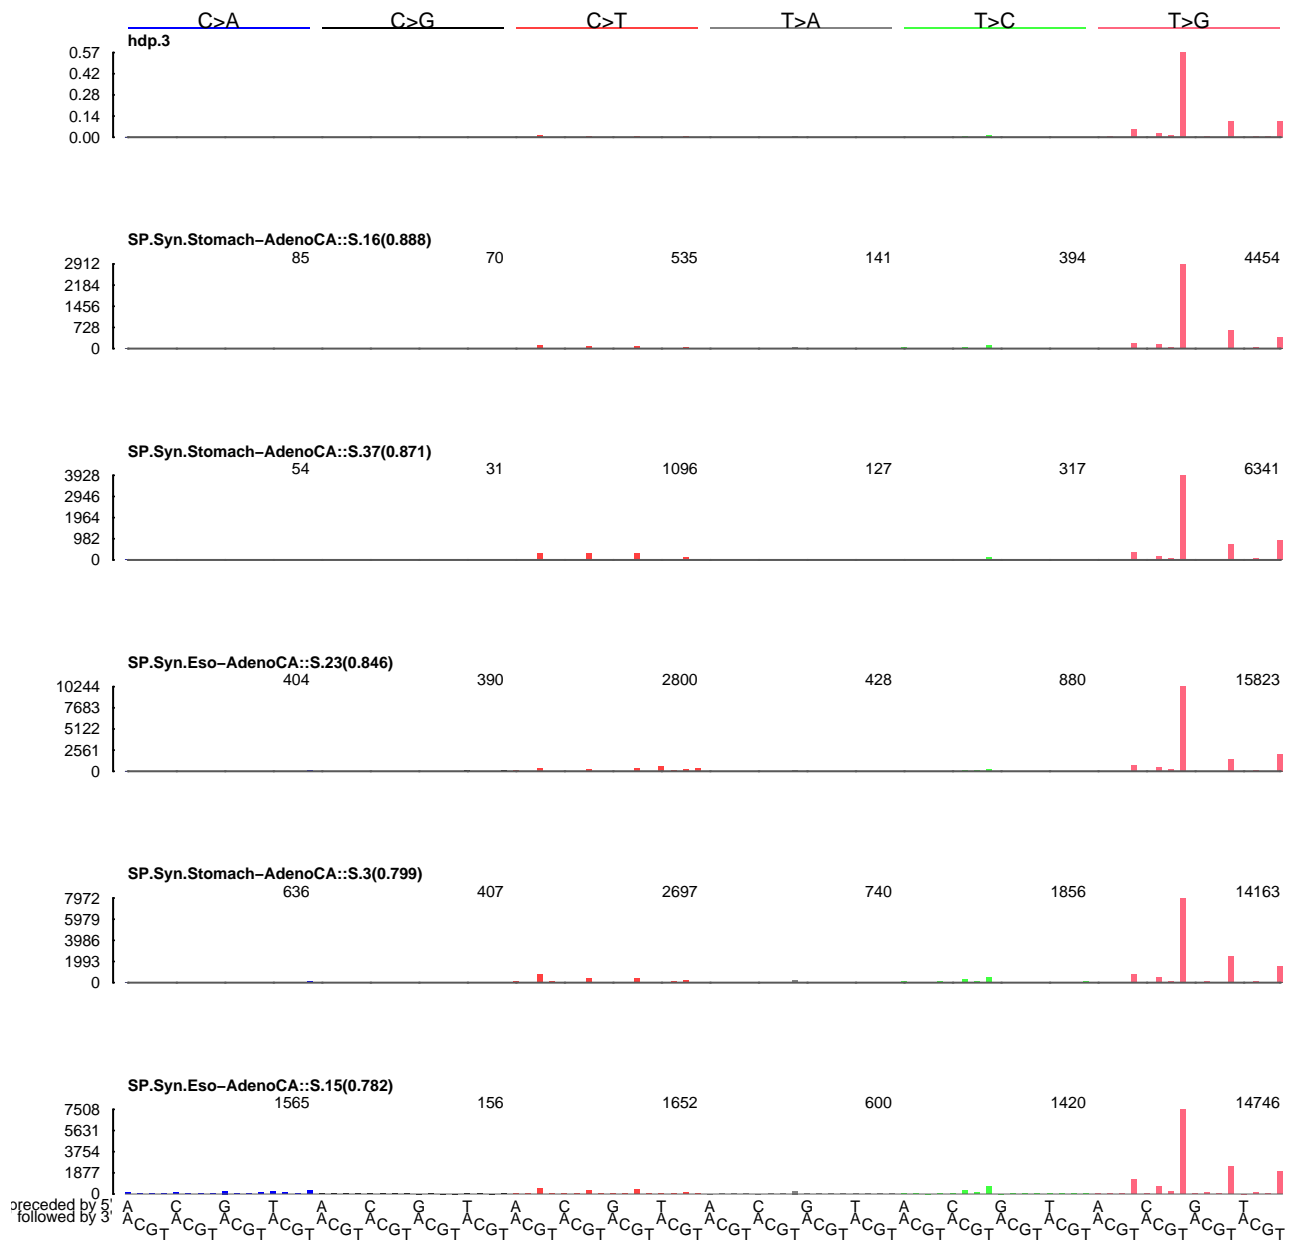 C>A C>G C>T T>A T>C T>G
hdp.3
0.57
0.42
0.28
0.14
0.00
SP.Syn.Stomach−AdenoCA::S.16(0.888)
85 70 535 141 394 4454
2912
2184
1456
728
0
SP.Syn.Stomach−AdenoCA::S.37(0.871)
54 31 1096 127 317 6341
3928
2946
1964
982
0
SP.Syn.Eso−AdenoCA::S.23(0.846)
404 390 2800 428 880 15823
10244
7683
5122
2561
0
SP.Syn.Stomach−AdenoCA::S.3(0.799)
636 407 2697 740 1856 14163
7972
5979
3986
1993
0
SP.Syn.Eso−AdenoCA::S.15(0.782)
1565 156 1652 600 1420 14746
7508
5631
3754
1877
0
preceded by 5' A C G T A C G T A C G T A C G T A C G T A C G T
followed by 3' A C G T A C G T A C G T A C G T A C G T A C G T A C G T A C G T A C G T A C G T A C G T A C G T A C G T A C G T A C G T A C G T A C G T A C G T A C G T A C G T A C G T A C G T A C G T A C G T